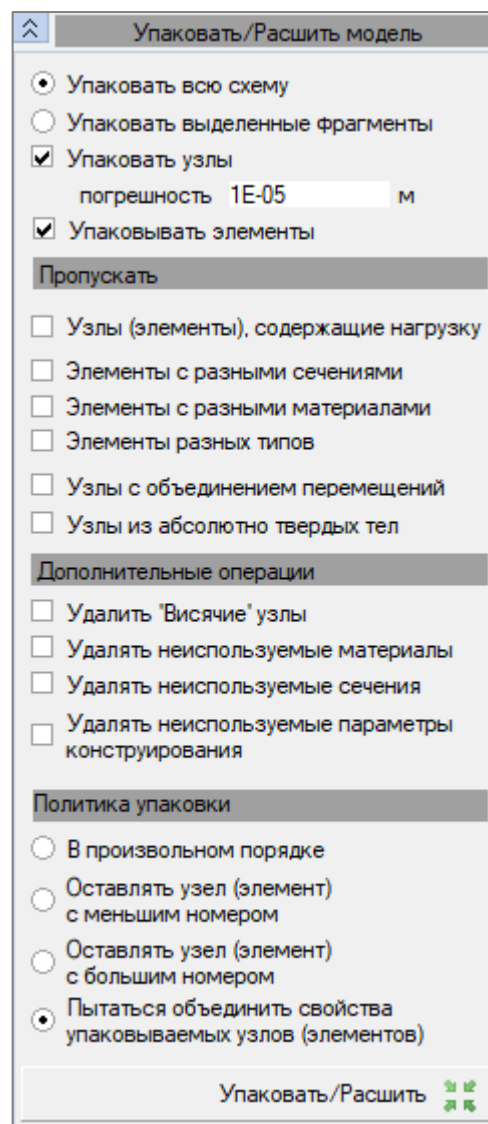 Упаковать/Расшить модель
Упаковать всю схему
Упаковать выделенные фрагменты
Упаковать узлы
погрешность 1E-05 м
Упаковывать элементы
Пропускать
Узлы (элементы), содержащие нагрузку
Элементы с разными сечениями
Элементы с разными материалами
Элементы разных типов
Узлы с объединением перемещений
Узлы из абсолютно твердых тел
Дополнительные операции
Удалить "Висячие" узлы
Удалять неиспользуемые материалы
Удалять неиспользуемые сечения
Удалять неиспользуемые параметры
конструирования
Политика упаковки
В произвольном порядке
Оставлять узел (элемент)
с меньшим номером
Оставлять узел (элемент)
с большим номером
Пытаться объединить свойства
упаковываемых узлов (элементов)
Упаковать/Расшить